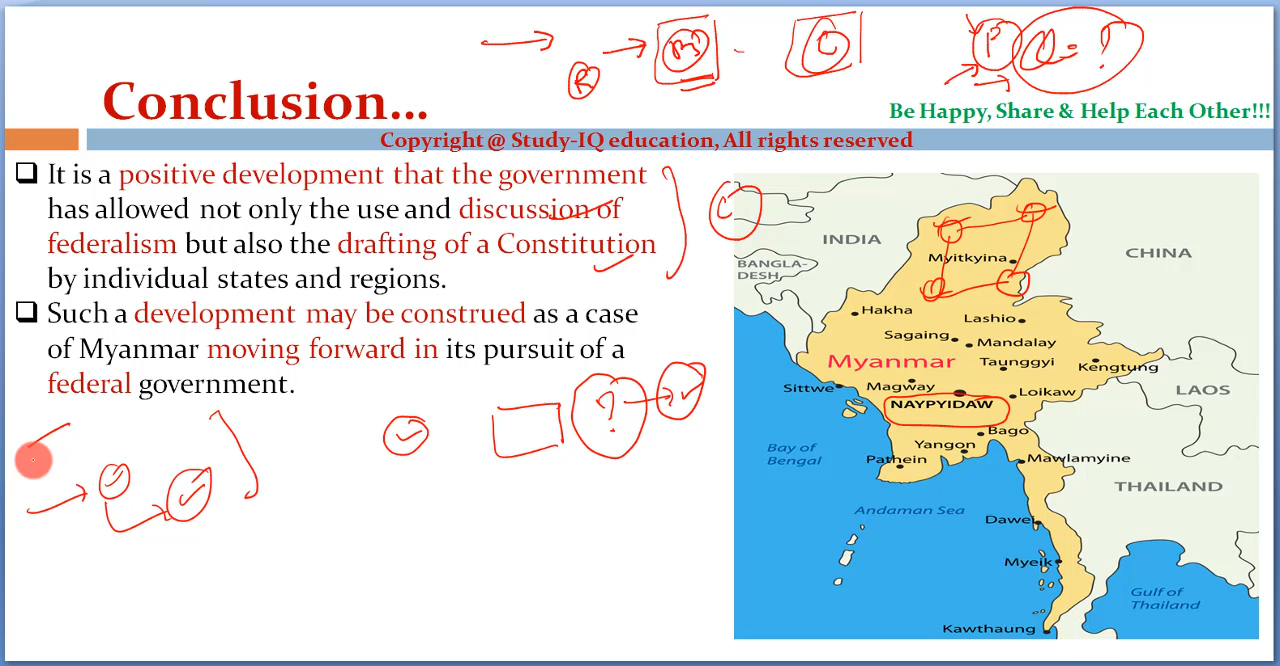 Conclusion...
Be Happy, Share & Help Each Other!!!
Copyright @ Study-IQ education, All rights reserved
❑ It is a positive development that the government
has allowed not only the use and discussion of
federalism but also the drafting of a Constitution
by individual states and regions.
❑ Such a development may be construed as a case
of Myanmar moving forward in its pursuit of a
federal government.
R
M
C
P
?
C
?
INDIA
CHINA
BANGLA-
DESH
Myitkyina
Hakha
Lashio
Sagaing
Mandalay
Myanmar
Taunggyi
Kengtung
Sittwe
Magway
Loikaw
LAOS
NAYPYIDAW
Bago
Yangon
Bay of
Bengal
Pathein
Mawlamyine
THAILAND
Andaman Sea
Dawei
Myeik
Gulf of
Thailand
Kawthaung